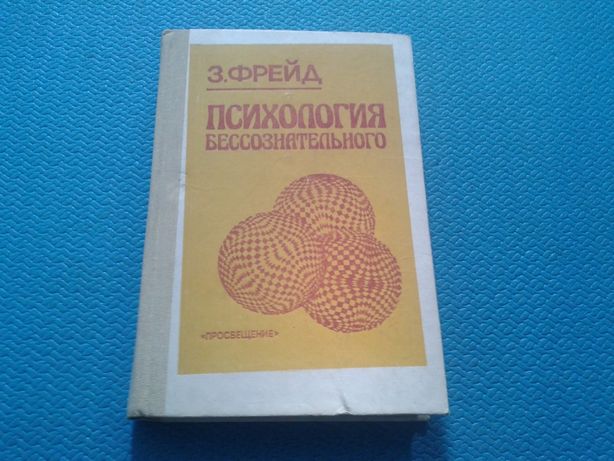 З.ФРЕЙД
ПСИХОЛОГИЯ
БЕССОЗНАТЕЛЬНОГО
«ПРОСВЕЩЕНИЕ»